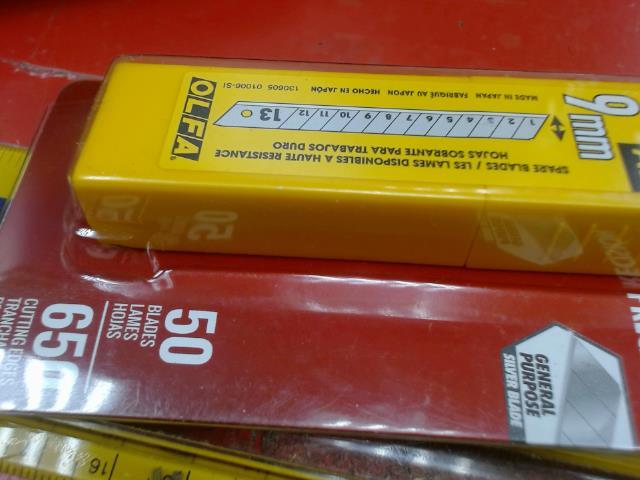 OLFA
9mm
MADE IN JAPAN FABRIQUÉ AU JAPON HECHO EN JAPÓN 130605 01006-SI
1 2 3 4 5 6 7 8 9 10 11 12 13
SPARE BLADES / LES LAMES DISPONIBLES A HAUTE RESISTANCE
HOJAS SOBRANTE PARA TRABAJOS DURO
50
50
BLADES
LAMES
HOJAS
650
CUTTING EDGES
GENERAL
PURPOSE
SILVER BLADE
16